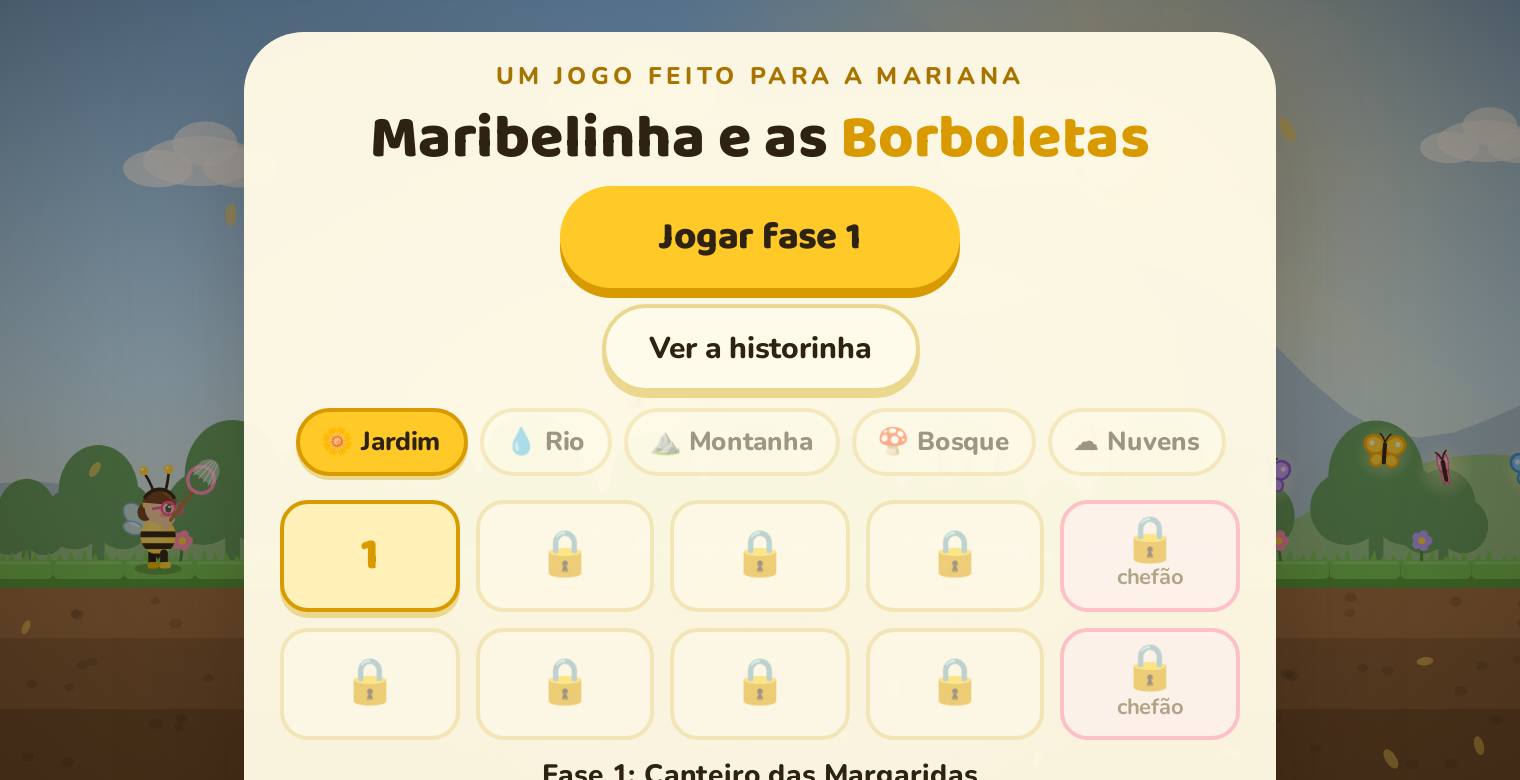 UM JOGO FEITO PARA A MARIANA
Maribelinha e as Borboletas
Jogar fase 1
Ver a historinha
Jardim
Rio
Montanha
Bosque
Nuvens
1
chefão
chefão
Fase 1: Canteiro das Margaridas